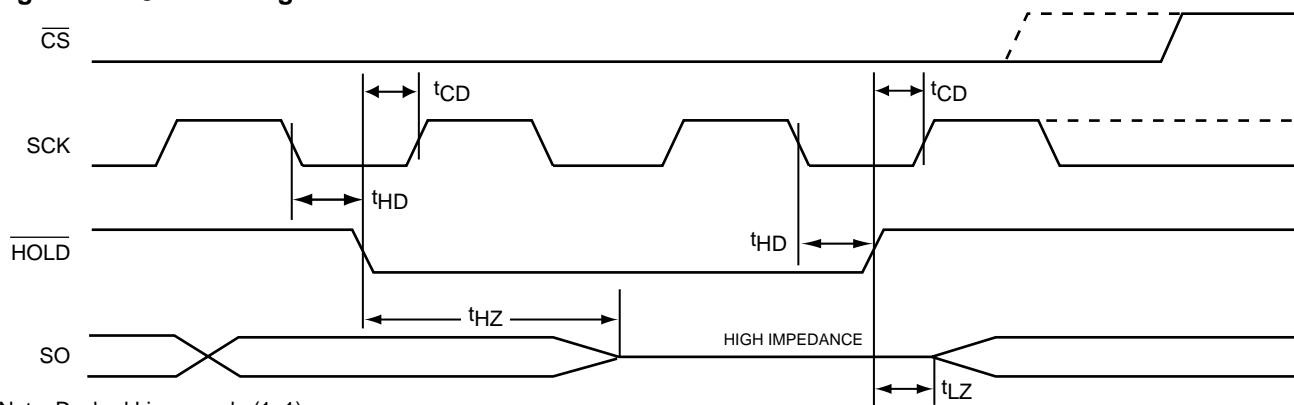 CS
tCD
tCD
SCK
tHD
HOLD
tHD
tHZ
HIGH IMPEDANCE
SO
tLZ